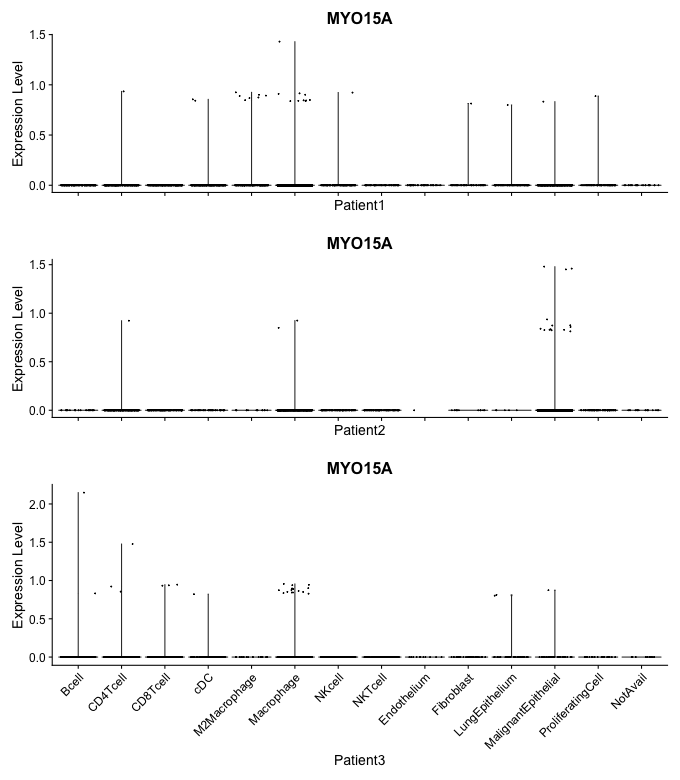 MYO15A
Expression Level
1.5
1.0
0.5
0.0
Patient1
MYO15A
Expression Level
1.5
1.0
0.5
0.0
Patient2
MYO15A
Expression Level
2.0
1.5
1.0
0.5
0.0
Bcell
CD4Tcell
CD8Tcell
cDC
M2Macrophage
Macrophage
NKcell
NKTcell
Endothelium
Fibroblast
LungEpithelium
MalignantEpithelial
ProliferatingCell
NotAvail
Patient3